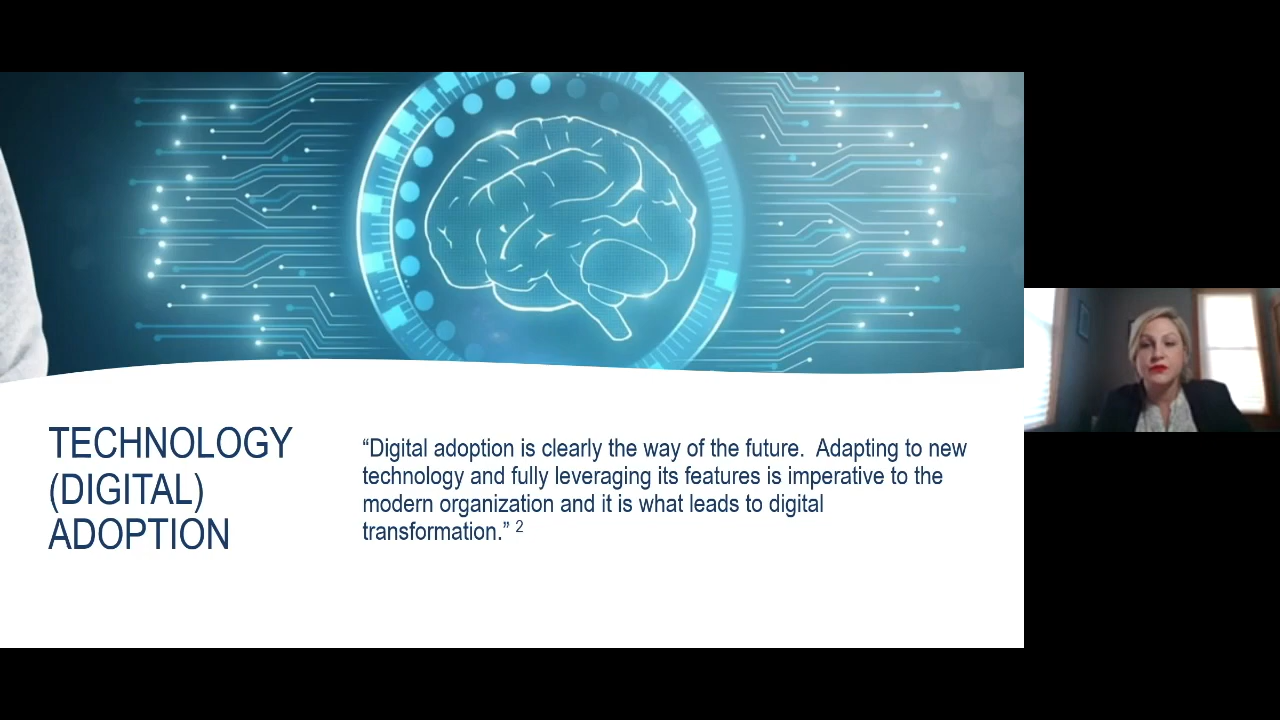 TECHNOLOGY
(DIGITAL)
ADOPTION
“Digital adoption is clearly the way of the future.  Adapting to new
technology and fully leveraging its features is imperative to the
modern organization and it is what leads to digital
transformation.” 2